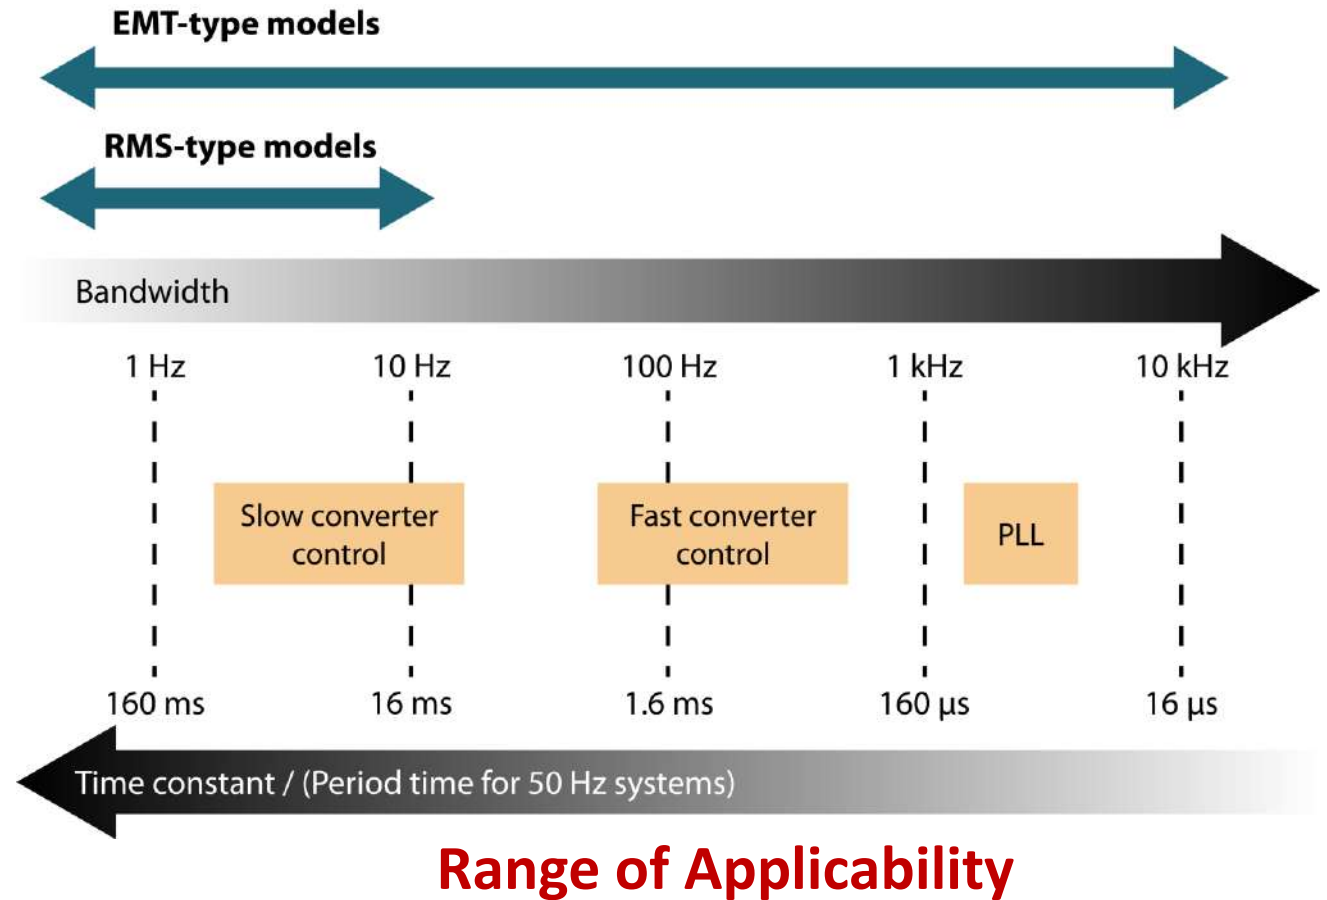 EMT-type models
RMS-type models
Bandwidth
1 Hz 10 Hz 100 Hz 1 kHz 10 kHz
Slow converter
control
Fast converter
control
PLL
160 ms 16 ms 1.6 ms 160 µs 16 µs
Time constant / (Period time for 50 Hz systems)
Range of Applicability